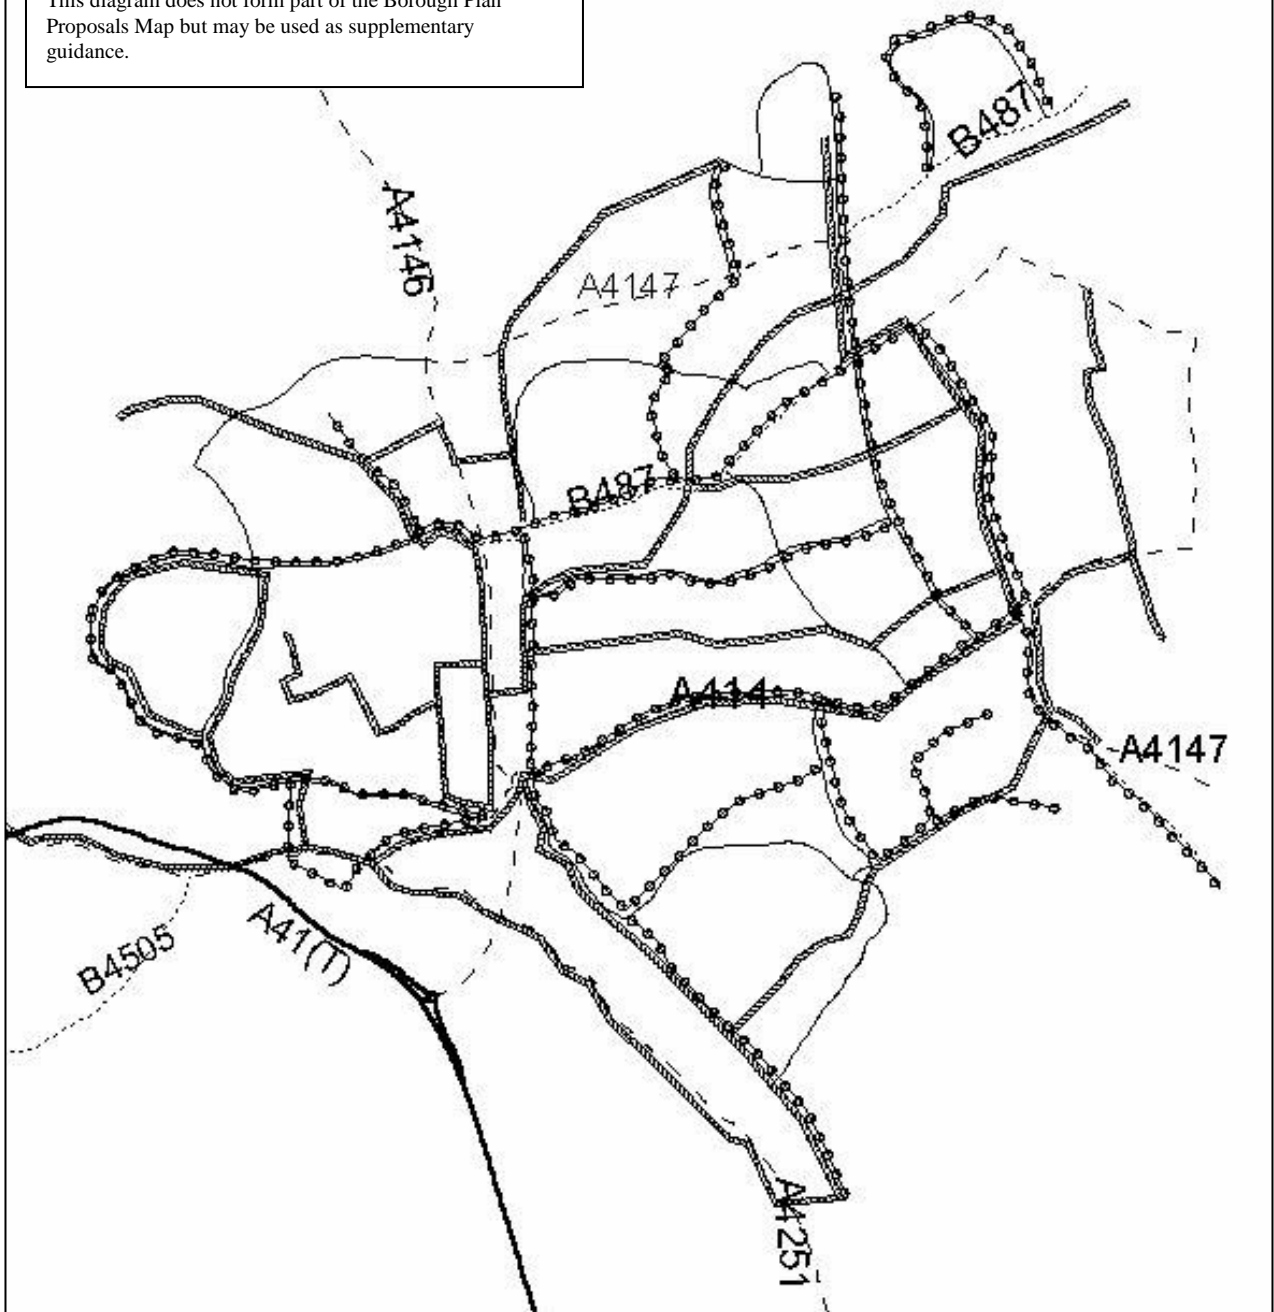 This diagram does not form part of the Borough Plan
Proposals Map but may be used as supplementary
guidance.
B487
A4146
A4147
B487
A414
A4147
A41(T)
B4505
A4251